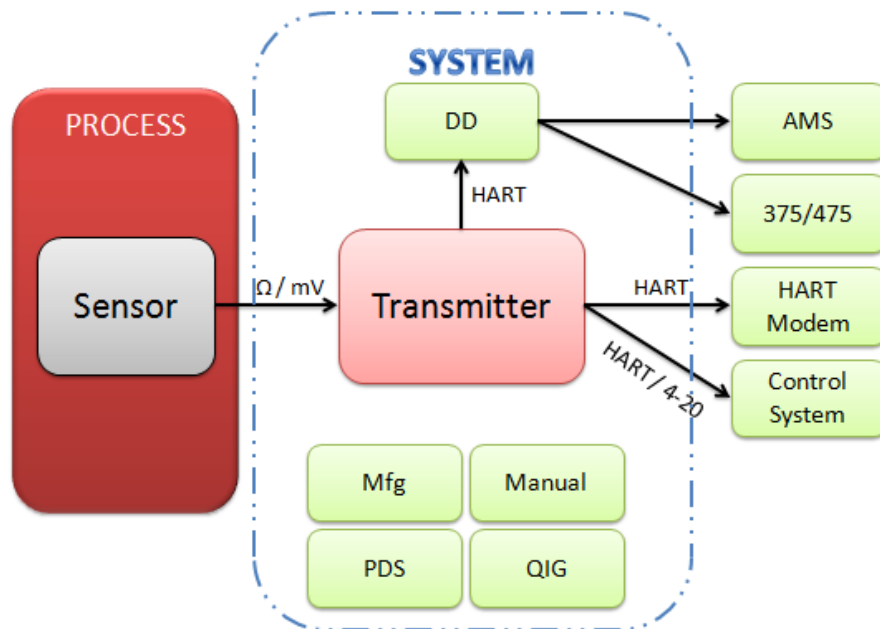 SYSTEM
PROCESS
DD
AMS
HART
375/475
Sensor
Ω / mV
Transmitter
HART
HART
Modem
HART / 4-20
Control
System
Mfg
Manual
PDS
QIG